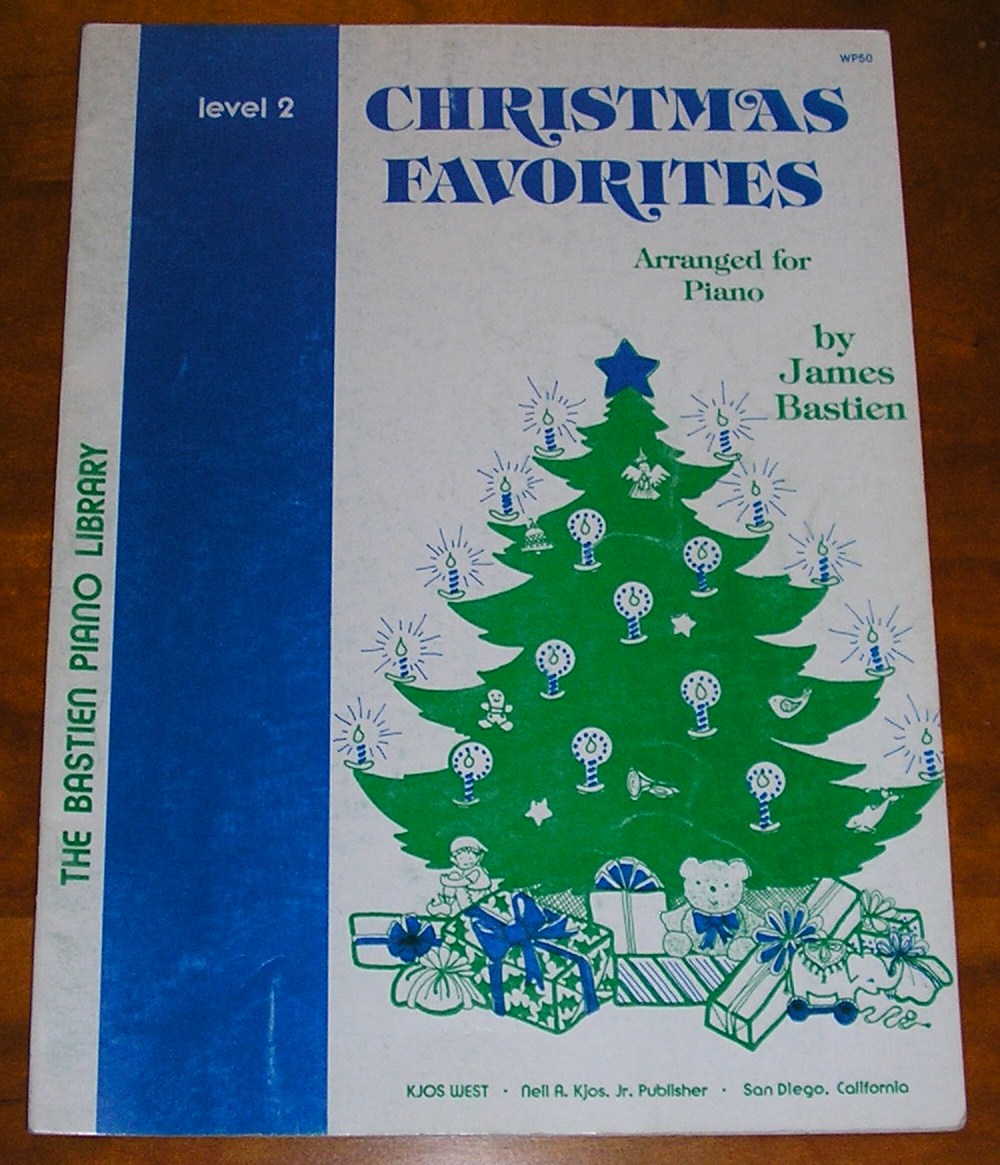 WP50
level 2
CHRISTMAS
FAVORITES
Arranged for
Piano
by
James
Bastien
THE BASTIEN PIANO LIBRARY
KJOS WEST · Neil A. Kjos, Jr. Publisher · San Diego, California